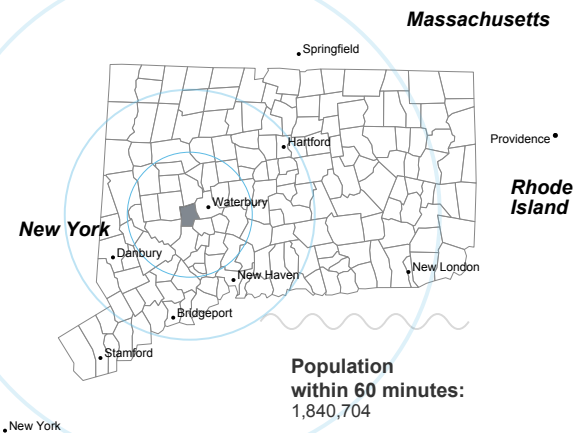 Massachusetts
Springfield
Hartford
Providence
Rhode
Island
Waterbury
New York
Danbury
New London
New Haven
Bridgeport
Stamford
Population
within 60 minutes:
1,840,704
New York